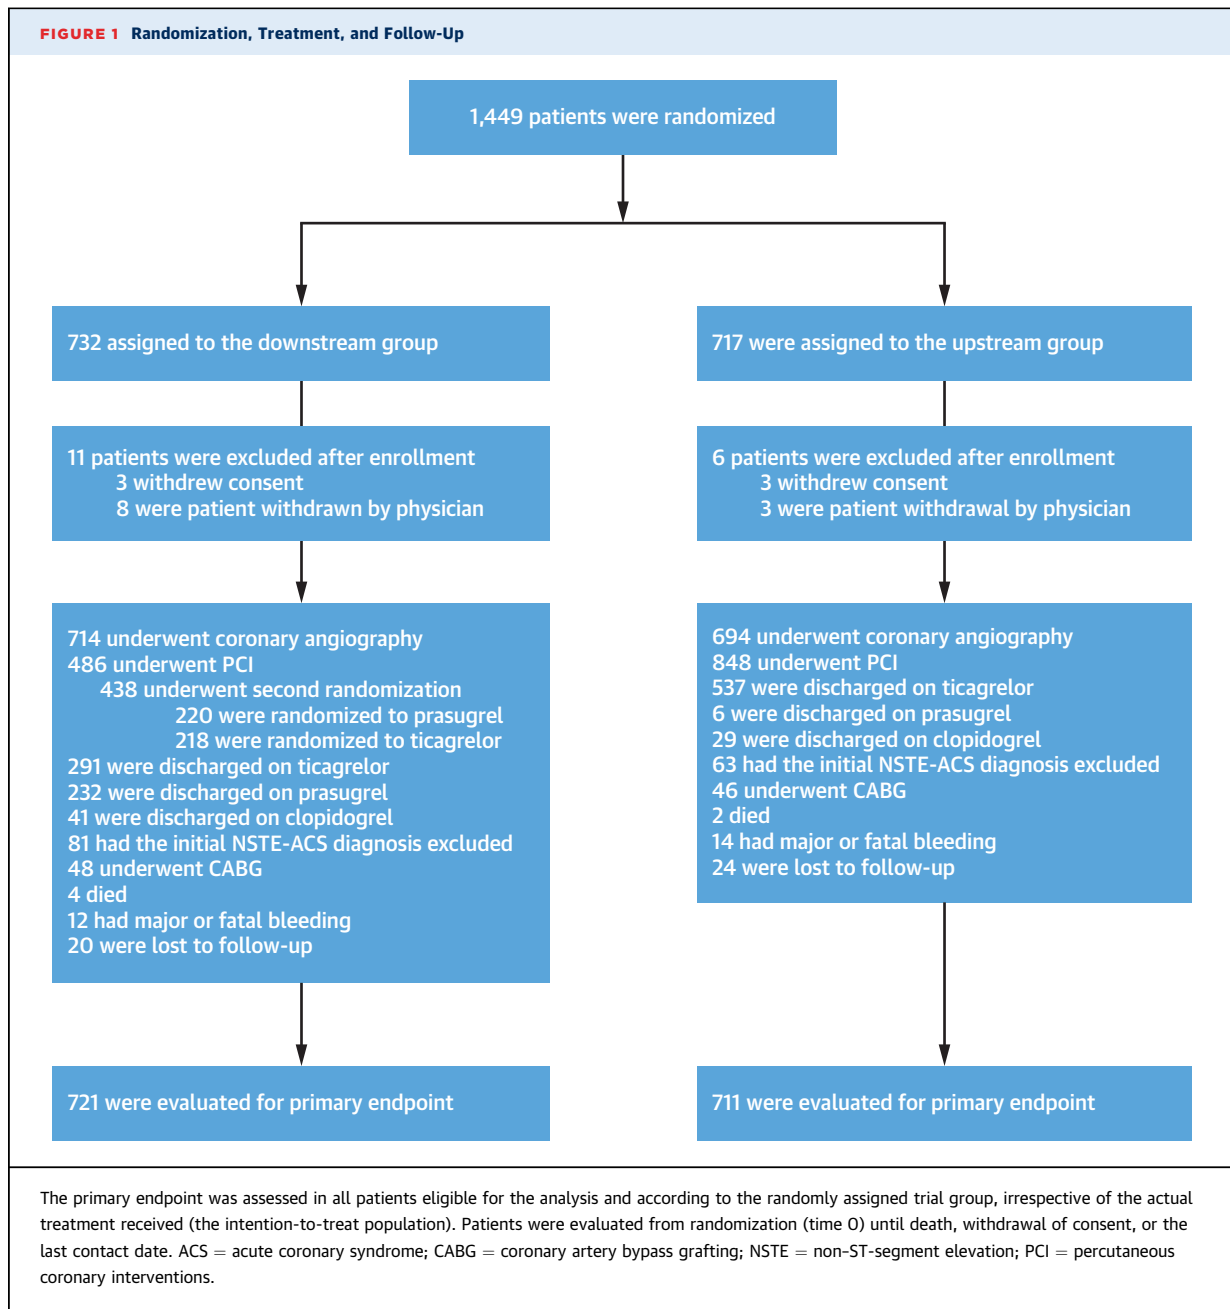 FIGURE 1 Randomization, Treatment, and Follow-Up
1,449 patients were randomized
732 assigned to the downstream group
11 patients were excluded after enrollment
3 withdrew consent
8 were patient withdrawn by physician
714 underwent coronary angiography
486 underwent PCI
438 underwent second randomization
220 were randomized to prasugrel
218 were randomized to ticagrelor
291 were discharged on ticagrelor
232 were discharged on prasugrel
41 were discharged on clopidogrel
81 had the initial NSTE-ACS diagnosis excluded
48 underwent CABG
4 died
12 had major or fatal bleeding
20 were lost to follow-up
721 were evaluated for primary endpoint
717 were assigned to the upstream group
6 patients were excluded after enrollment
3 withdrew consent
3 were patient withdrawal by physician
694 underwent coronary angiography
848 underwent PCI
537 were discharged on ticagrelor
6 were discharged on prasugrel
29 were discharged on clopidogrel
63 had the initial NSTE-ACS diagnosis excluded
46 underwent CABG
2 died
14 had major or fatal bleeding
24 were lost to follow-up
711 were evaluated for primary endpoint
The primary endpoint was assessed in all patients eligible for the analysis and according to the randomly assigned trial group, irrespective of the actual
treatment received (the intention-to-treat population). Patients were evaluated from randomization (time 0) until death, withdrawal of consent, or the
last contact date. ACS = acute coronary syndrome; CABG = coronary artery bypass grafting; NSTE = non–ST-segment elevation; PCI = percutaneous
coronary interventions.